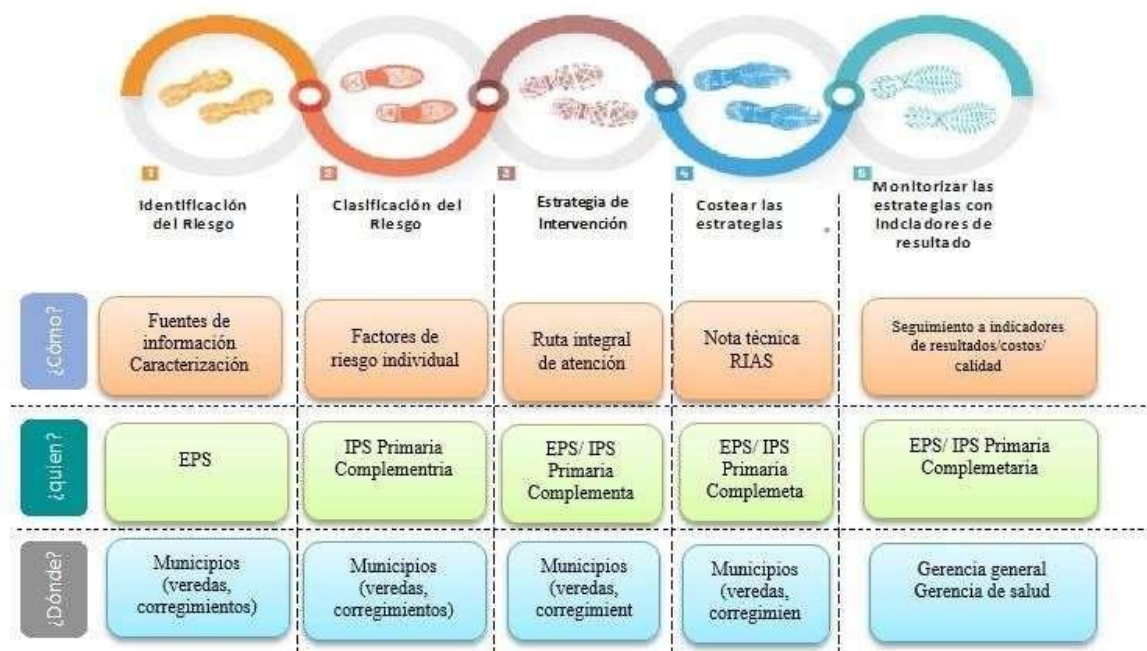 1
2
3
4
5
Identificación
del Riesgo
Clasificación del
Riesgo
Estrategia de
Intervención
Costear las
estrategias
Monitorizar las
estrategias con
Indciadores de
resultado
¿Cómo?
Fuentes de
información
Caracterización
Factores de
riesgo individual
Ruta integral
de atención
Nota técnica
RIAS
Seguimiento a indicadores
de resultados/costos/
calidad
¿quien?
EPS
IPS Primaria
Complementria
EPS/ IPS
Primaria
Complementa
EPS/ IPS
Primaria
Complemeta
EPS/ IPS Primaria
Complemetaria
¿Dónde?
Municipios
(veredas,
corregimientos)
Municipios
(veredas,
corregimientos)
Municipios
(veredas,
corregimient
Municipios
(veredas,
corregimien
Gerencia general
Gerencia de salud